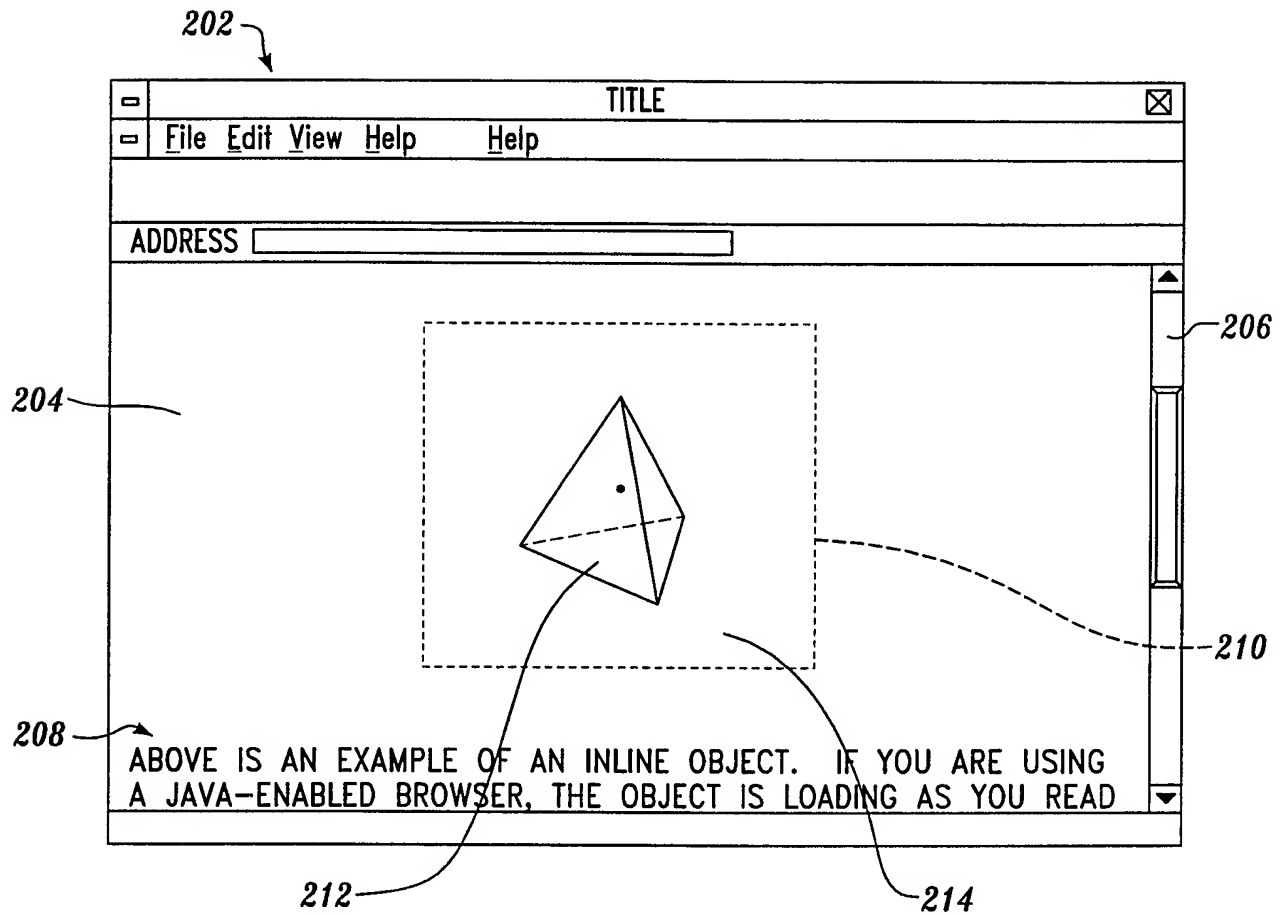 202
TITLE
File Edit View Help Help
ADDRESS
206
204
210
208
ABOVE IS AN EXAMPLE OF AN INLINE OBJECT. IF YOU ARE USING
A JAVA-ENABLED BROWSER, THE OBJECT IS LOADING AS YOU READ
212 214